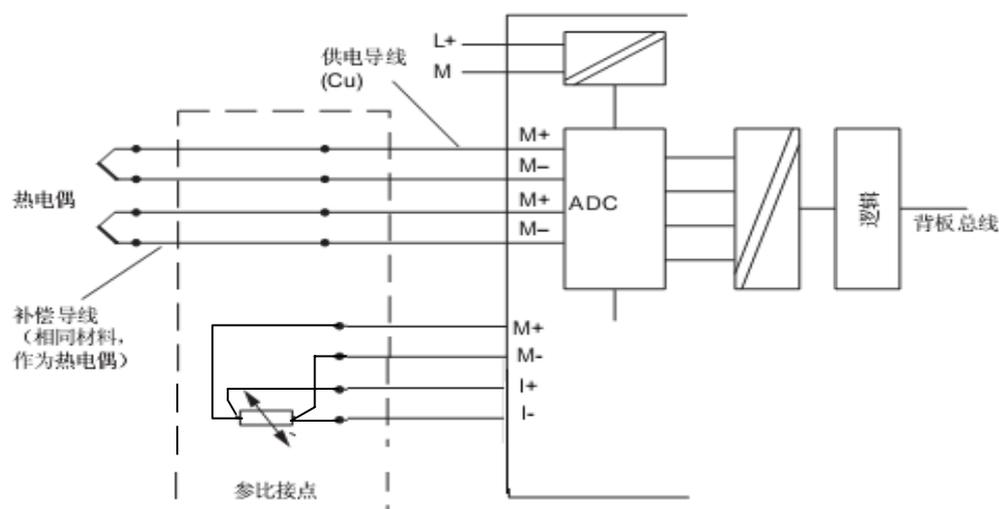 L+
供电导线
(Cu)
M
M+
M–
热电偶
M+
ADC
M–
逻辑
背板总线
补偿导线
（相同材料，
作为热电偶）
M+
M-
I+
I-
参比接点